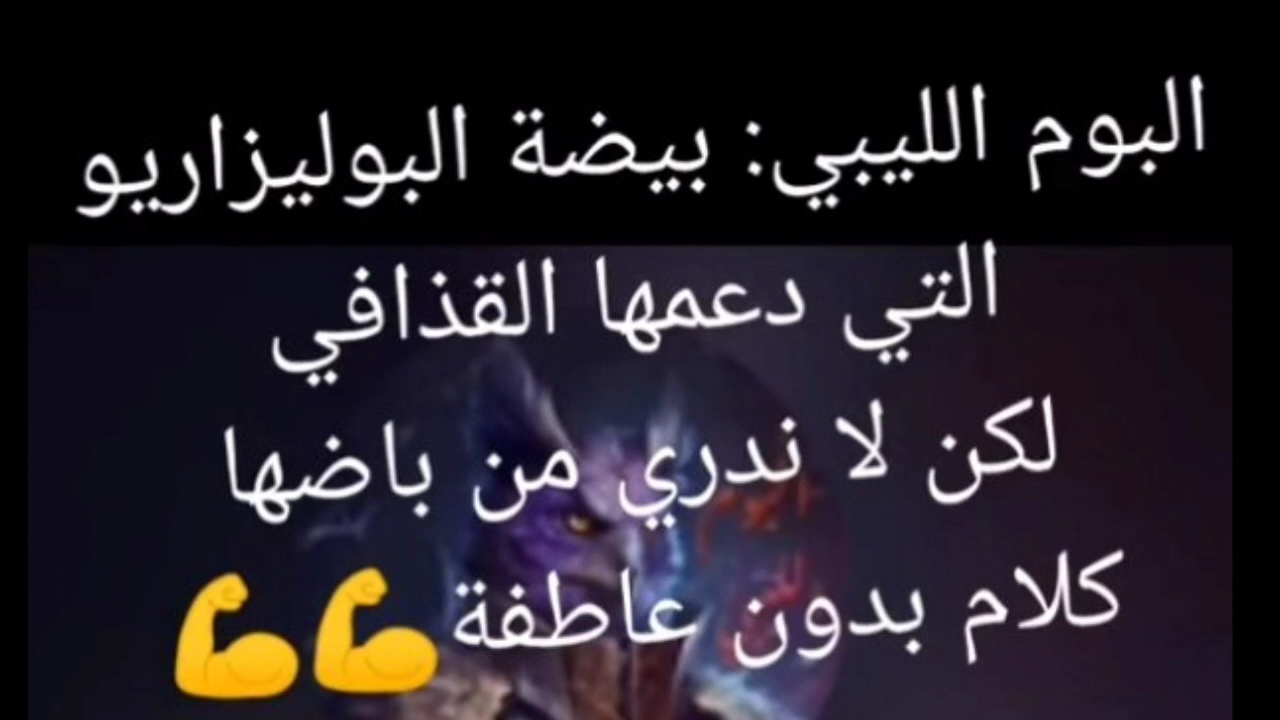 البوم الليبي: بيضة البوليزاريو
التي دعمها القذافي
لكن لا ندري من باضها
كلام بدون عاطفة💪💪